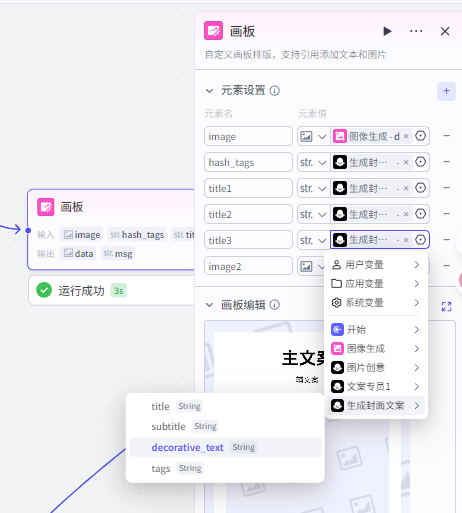 画板
自定义画板排版，支持引用添加文本和图片
元素设置
元素名 元素值
image 图像生成 · d
hash_tags str. 生成封···
title1 str. 生成封···
title2 str. 生成封···
title3 str. 生成封···
image2
用户变量
应用变量
系统变量
开始
图像生成
图片创意
文案专员1
生成封面文案
画板编辑
主文案
辅文案
title String
subtitle String
decorative_text String
tags String
画板
输入 image str. hash_tags str. tit
输出 data str. msg
运行成功 3s